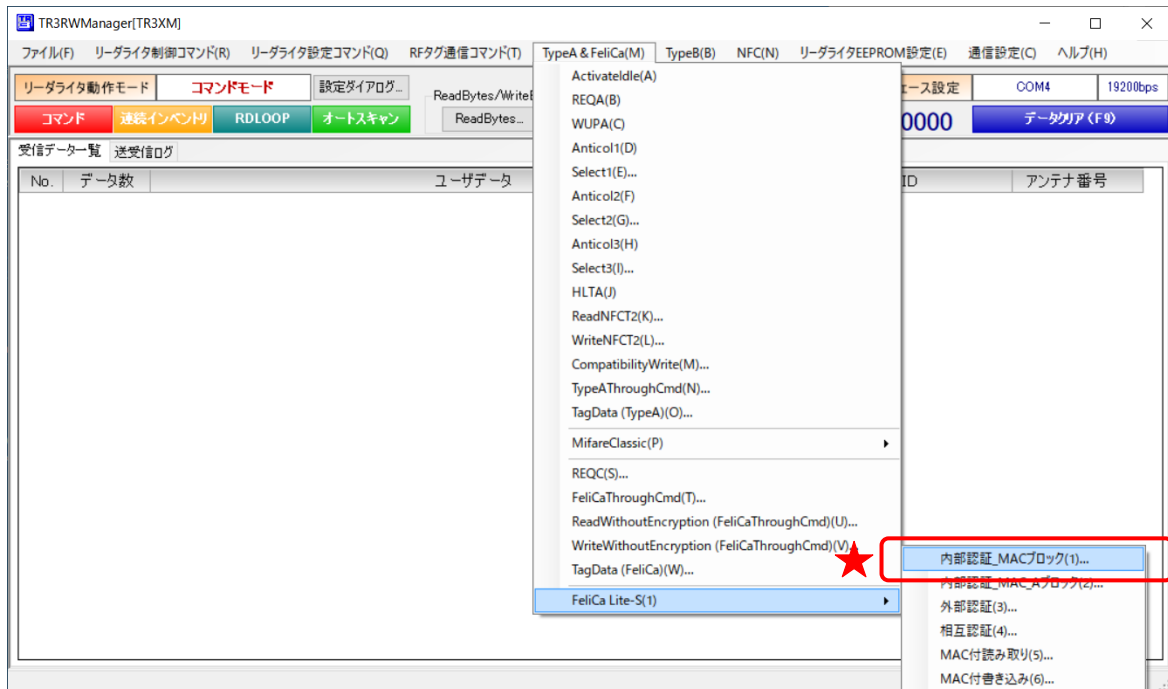 TR3RWManager[TR3XM]
ファイル(F) リーダライタ制御コマンド(R) リーダライタ設定コマンド(Q) RFタグ通信コマンド(T) TypeA & FeliCa(M) TypeB(B) NFC(N) リーダライタEEPROM設定(E) 通信設定(C) ヘルプ(H)
リーダライタ動作モード コマンドモード 設定ダイアログ... ース設定 COM4 19200bps
ReadBytes/Write
コマンド 連続インベントリ RDLOOP オートスキャン ReadBytes... 0000 データクリア(F9)
受信データ一覧 送受信ログ
No. データ数 ユーザデータ ID アンテナ番号
ActivateIdle(A)
REQA(B)
WUPA(C)
Anticol1(D)
Select1(E)...
Anticol2(F)
Select2(G)...
Anticol3(H)
Select3(I)...
HLTA(J)
ReadNFCT2(K)...
WriteNFCT2(L)...
CompatibilityWrite(M)...
TypeAThroughCmd(N)...
TagData (TypeA)(O)...
MifareClassic(P)
REQC(S)...
FeliCaThroughCmd(T)...
ReadWithoutEncryption (FeliCaThroughCmd)(U)...
WriteWithoutEncryption (FeliCaThroughCmd)(V)...
TagData (FeliCa)(W)...
FeliCa Lite-S(1)
内部認証_MACブロック(1)...
内部認証_MAC_Aブロック(2)...
外部認証(3)...
相互認証(4)...
MAC付読み取り(5)...
MAC付書き込み(6)...